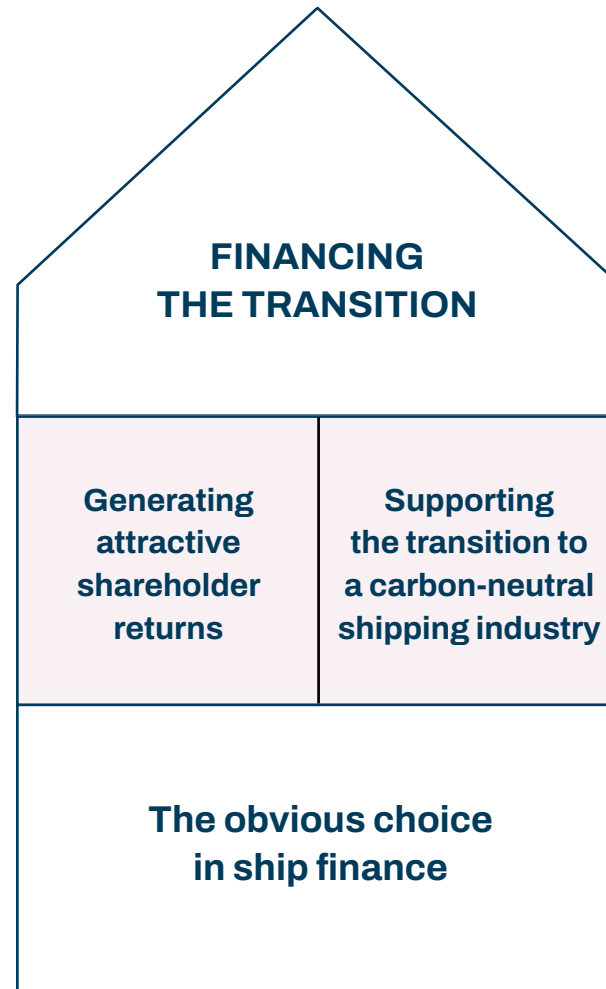 FINANCING
THE TRANSITION
Generating
attractive
shareholder
returns
Supporting
the transition to
a carbon-neutral
shipping industry
The obvious choice
in ship finance